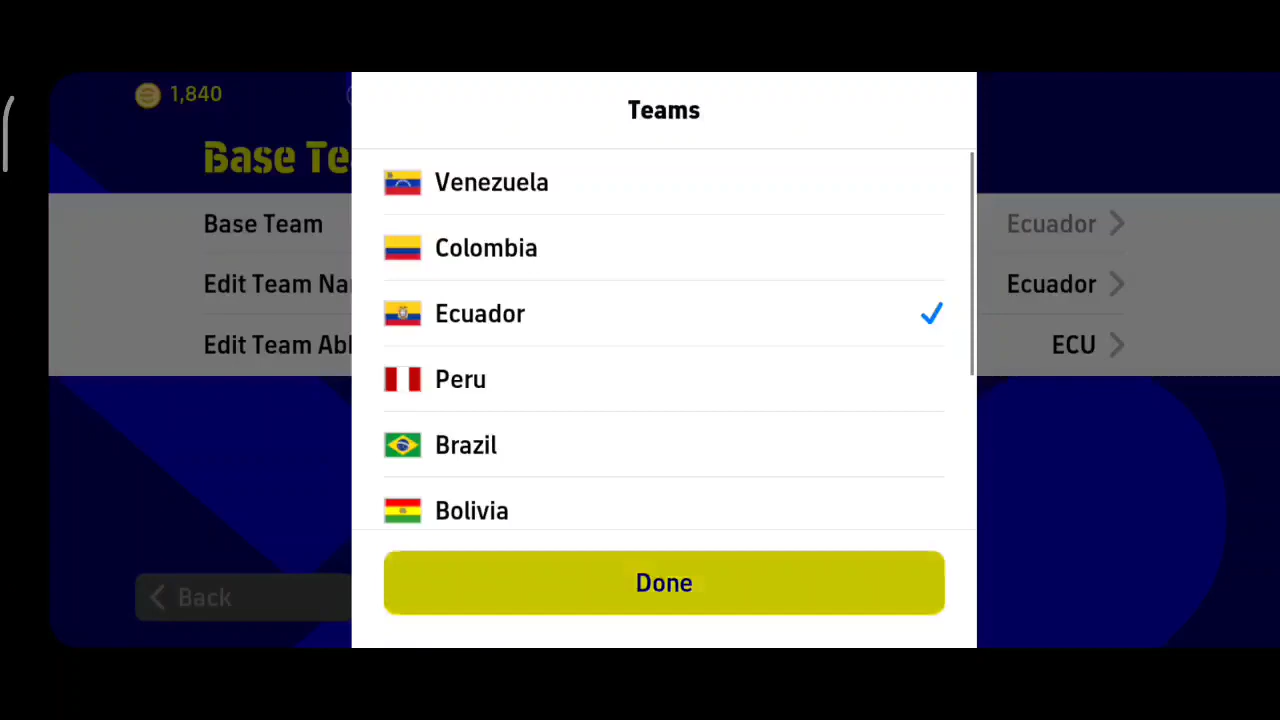 1,840
Teams
Base Te
Venezuela
Base Team
Ecuador
Colombia
Edit Team Na
Ecuador
Ecuador
Edit Team Ab
ECU
Peru
Brazil
Bolivia
Back
Done